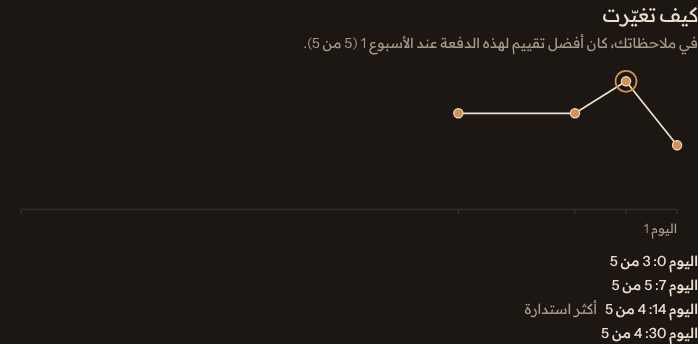 كيف تغيّرت
في ملاحظاتك، كان أفضل تقييم لهذه الدفعة عند الأسبوع 1 (5 من 5).
اليوم 1
اليوم 0: 3 من 5
اليوم 7: 5 من 5
اليوم 14: 4 من 5 أكثر استدارة
اليوم 30: 4 من 5